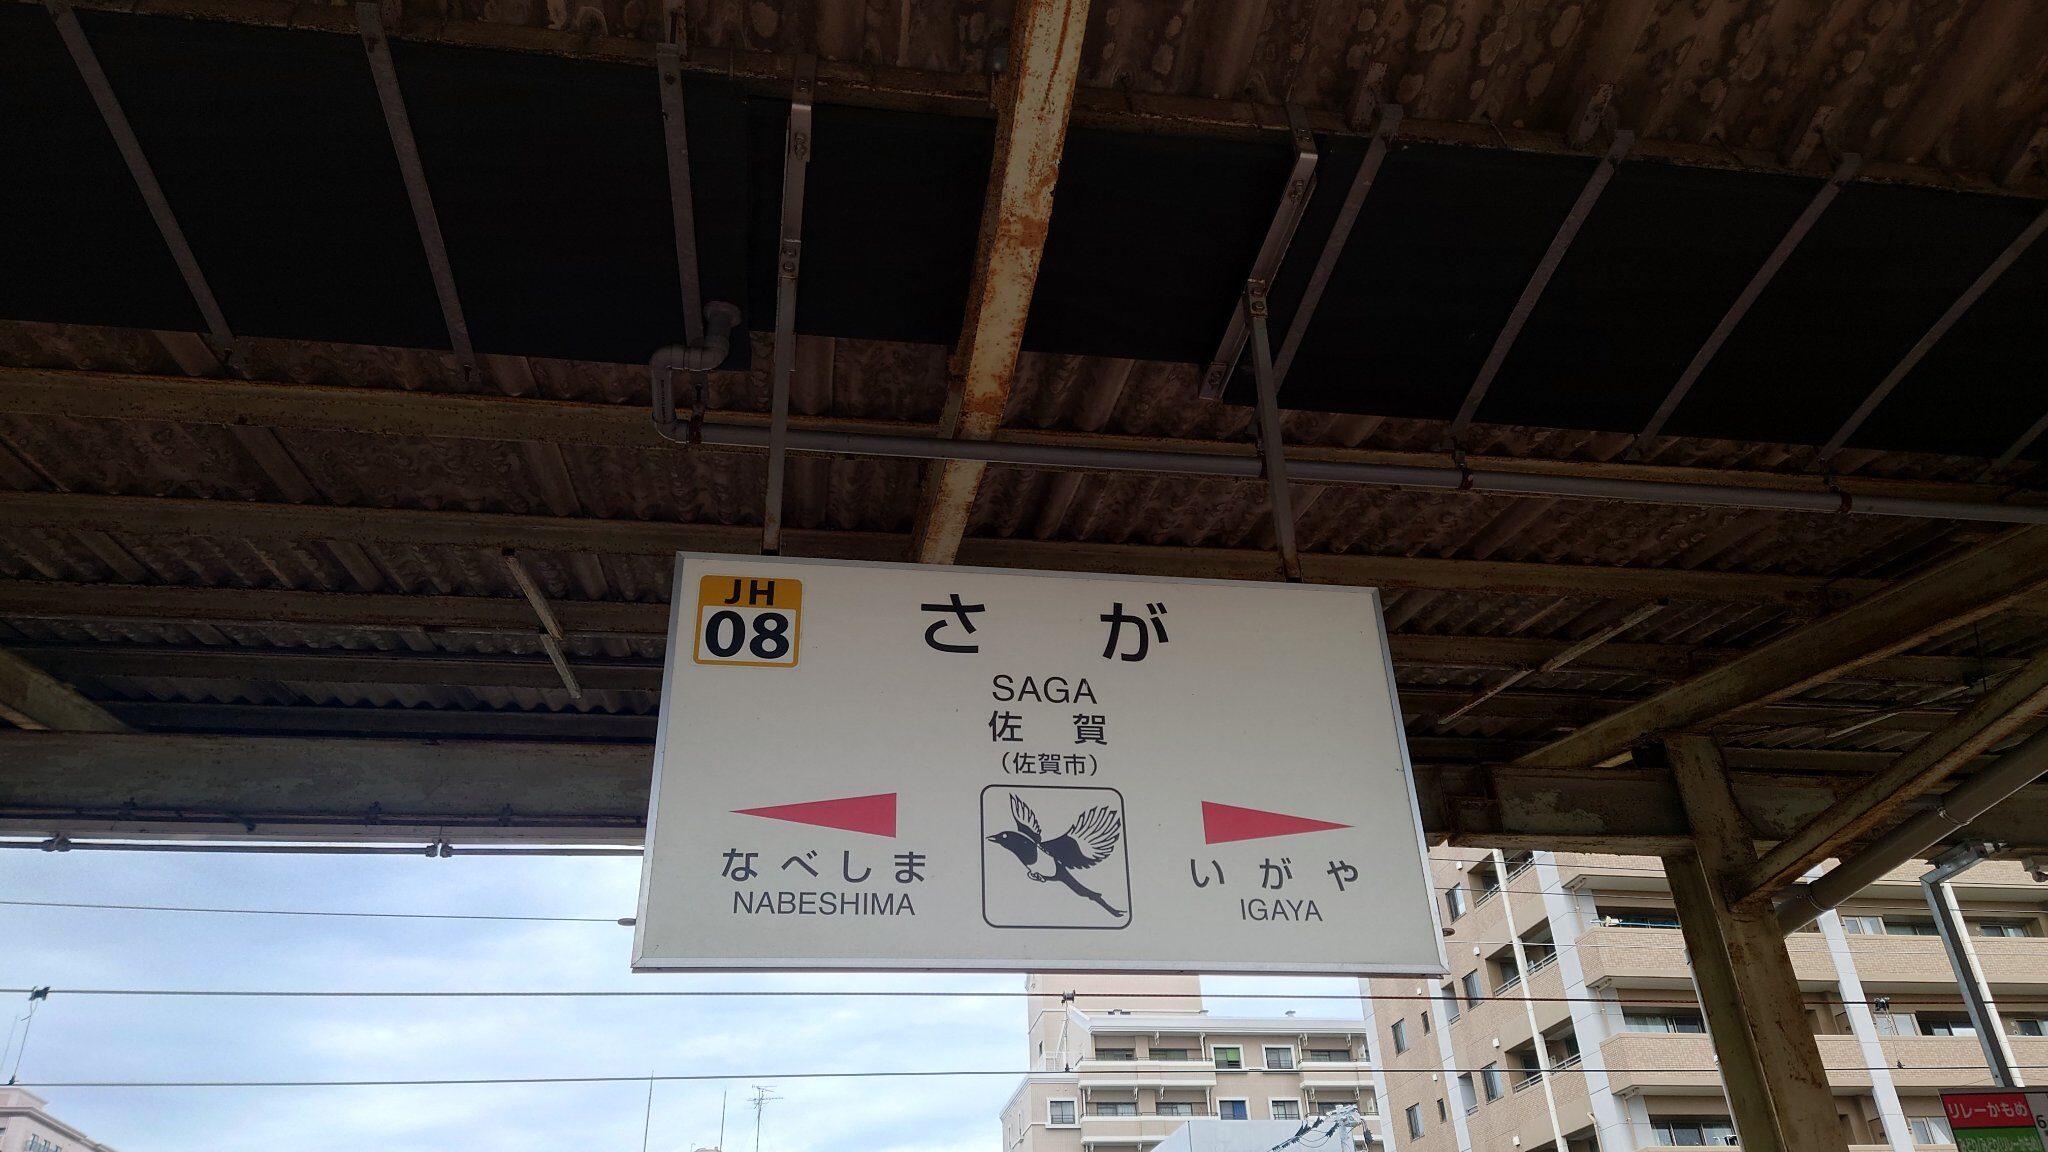 JH
08
さが
SAGA
佐賀
（佐賀市）
なべしま
NABESHIMA
いがや
IGAYA
リレーかもめ